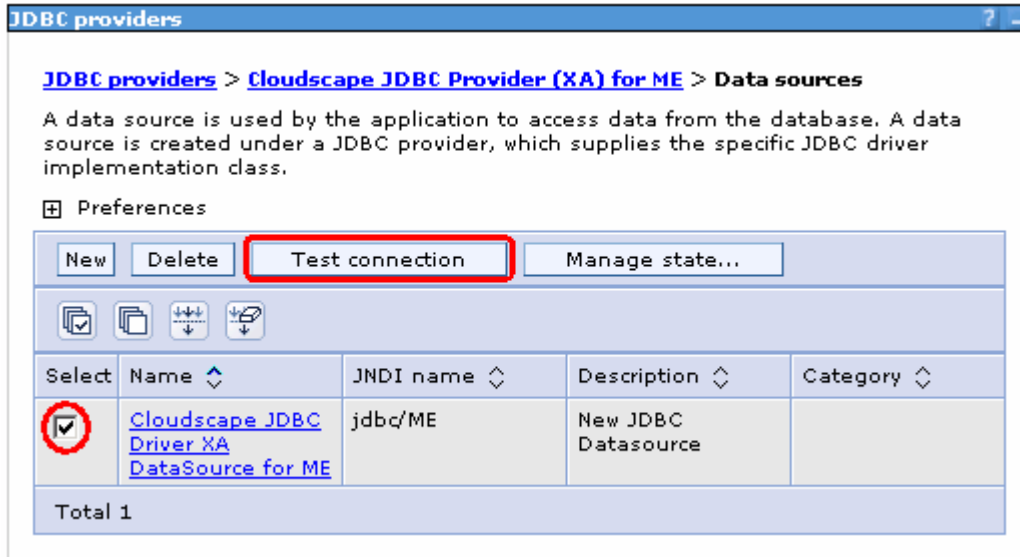 JDBC providers ? -
JDBC providers > Cloudscape JDBC Provider (XA) for ME > Data sources
A data source is used by the application to access data from the database. A data
source is created under a JDBC provider, which supplies the specific JDBC driver
implementation class.
Preferences
New Delete Test connection Manage state...
Select Name JNDI name Description Category
Cloudscape JDBC
Driver XA
DataSource for ME
jdbc/ME
New JDBC
Datasource
Total 1